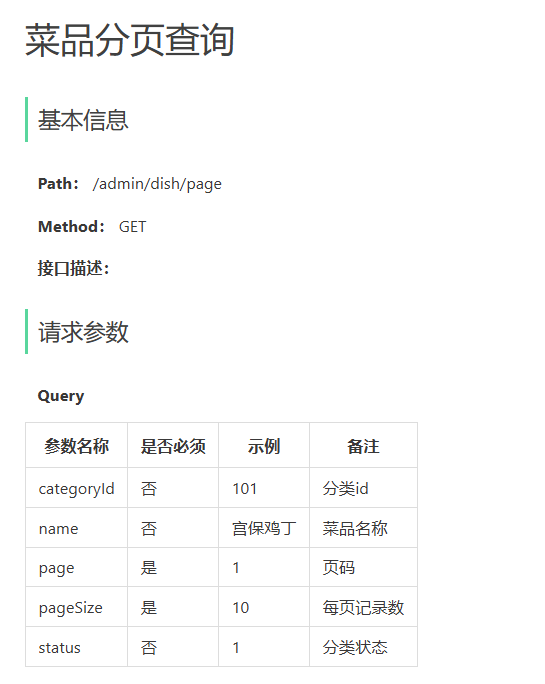 菜品分页查询
基本信息
Path： /admin/dish/page
Method： GET
接口描述：
请求参数
Query
参数名称 是否必须 示例 备注
categoryId 否 101 分类id
name 否 宫保鸡丁 菜品名称
page 是 1 页码
pageSize 是 10 每页记录数
status 否 1 分类状态